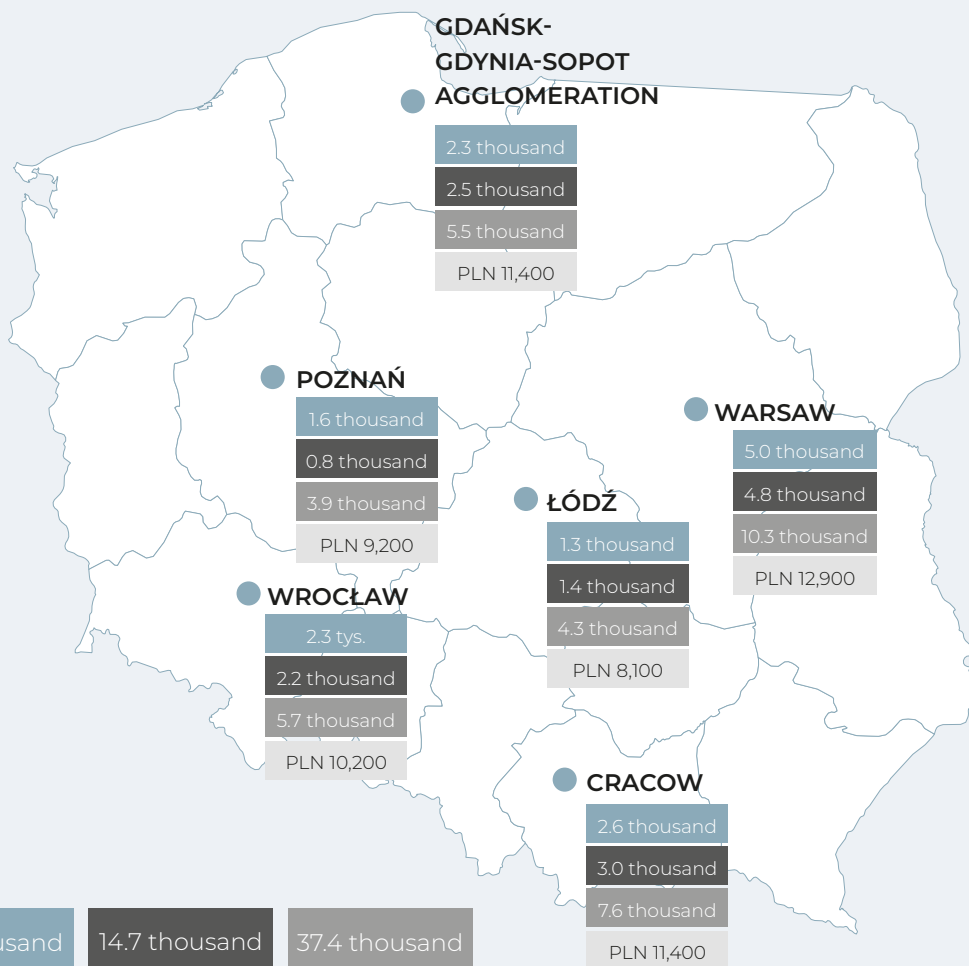 GDAŃSK-
GDYNIA-SOPOT
AGGLOMERATION
2.3 thousand
2.5 thousand
5.5 thousand
PLN 11,400
POZNAŃ
1.6 thousand
0.8 thousand
3.9 thousand
PLN 9,200
WARSAW
5.0 thousand
4.8 thousand
10.3 thousand
PLN 12,900
ŁÓDŹ
1.3 thousand
1.4 thousand
4.3 thousand
PLN 8,100
WROCŁAW
2.3 tys.
2.2 thousand
5.7 thousand
PLN 10,200
CRACOW
2.6 thousand
3.0 thousand
7.6 thousand
PLN 11,400
14.7 thousand
37.4 thousand